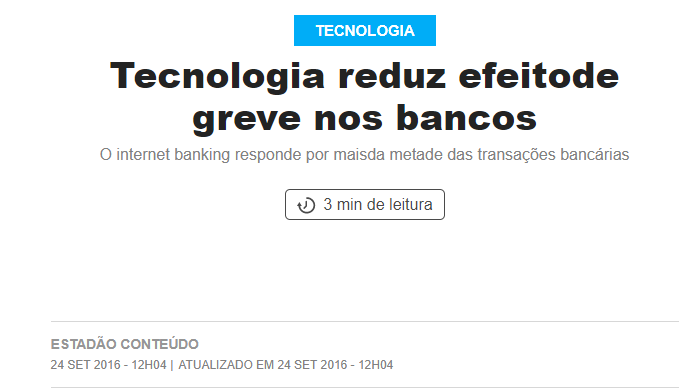 TECNOLOGIA
Tecnologia reduz efeitode
greve nos bancos
O internet banking responde por maisda metade das transações bancárias
3 min de leitura
ESTADÃO CONTEÚDO
24 SET 2016 - 12H04 | ATUALIZADO EM 24 SET 2016 - 12H04